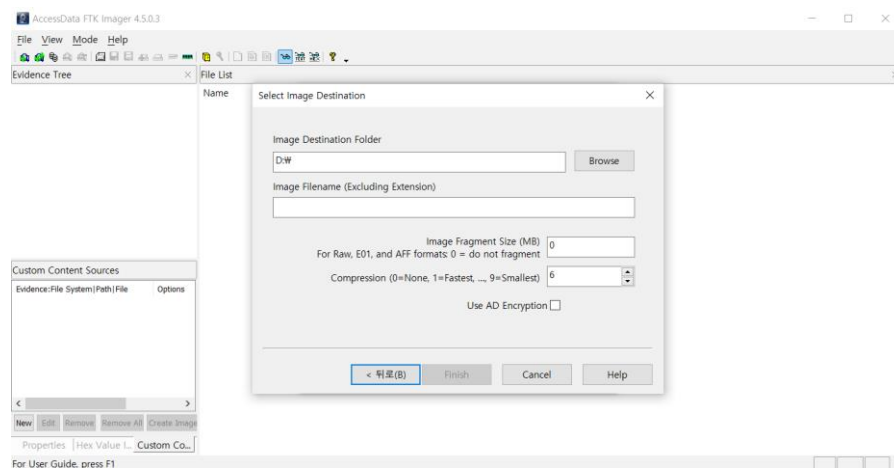 AccessData FTK Imager 4.5.0.3
File View Mode Help
Evidence Tree
File List
Name
Select Image Destination
Image Destination Folder
D:₩
Browse
Image Filename (Excluding Extension)
Image Fragment Size (MB)
For Raw, E01, and AFF formats: 0 = do not fragment
0
Compression (0=None, 1=Fastest, ..., 9=Smallest)
6
Use AD Encryption
< 뒤로(B)
Finish
Cancel
Help
Custom Content Sources
Evidence:File System|Path|File
Options
New
Edit
Remove
Remove All
Create Image
Properties
Hex Value I...
Custom Co...
For User Guide, press F1